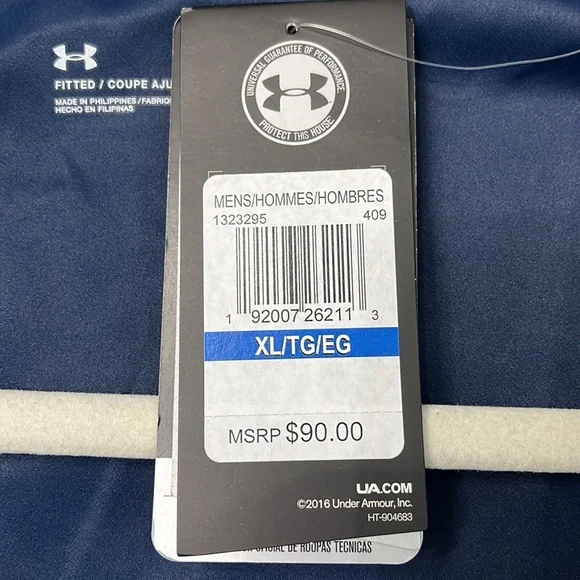 FITTED / COUPE AJU
MADE IN PHILIPPINES/FABRIQ
HECHO EN FILIPINAS
UNIVERSAL GUARANTEE OF PERFORMANCE
PROTECT THIS HOUSE
MENS/HOMMES/HOMBRES
1323295 409
1 92007 26211 3
XL/TG/EG
MSRP $90.00
UA.COM
©2016 Under Armour, Inc.
HT-904683
OFICIAL DE ROUPAS TECNICAS